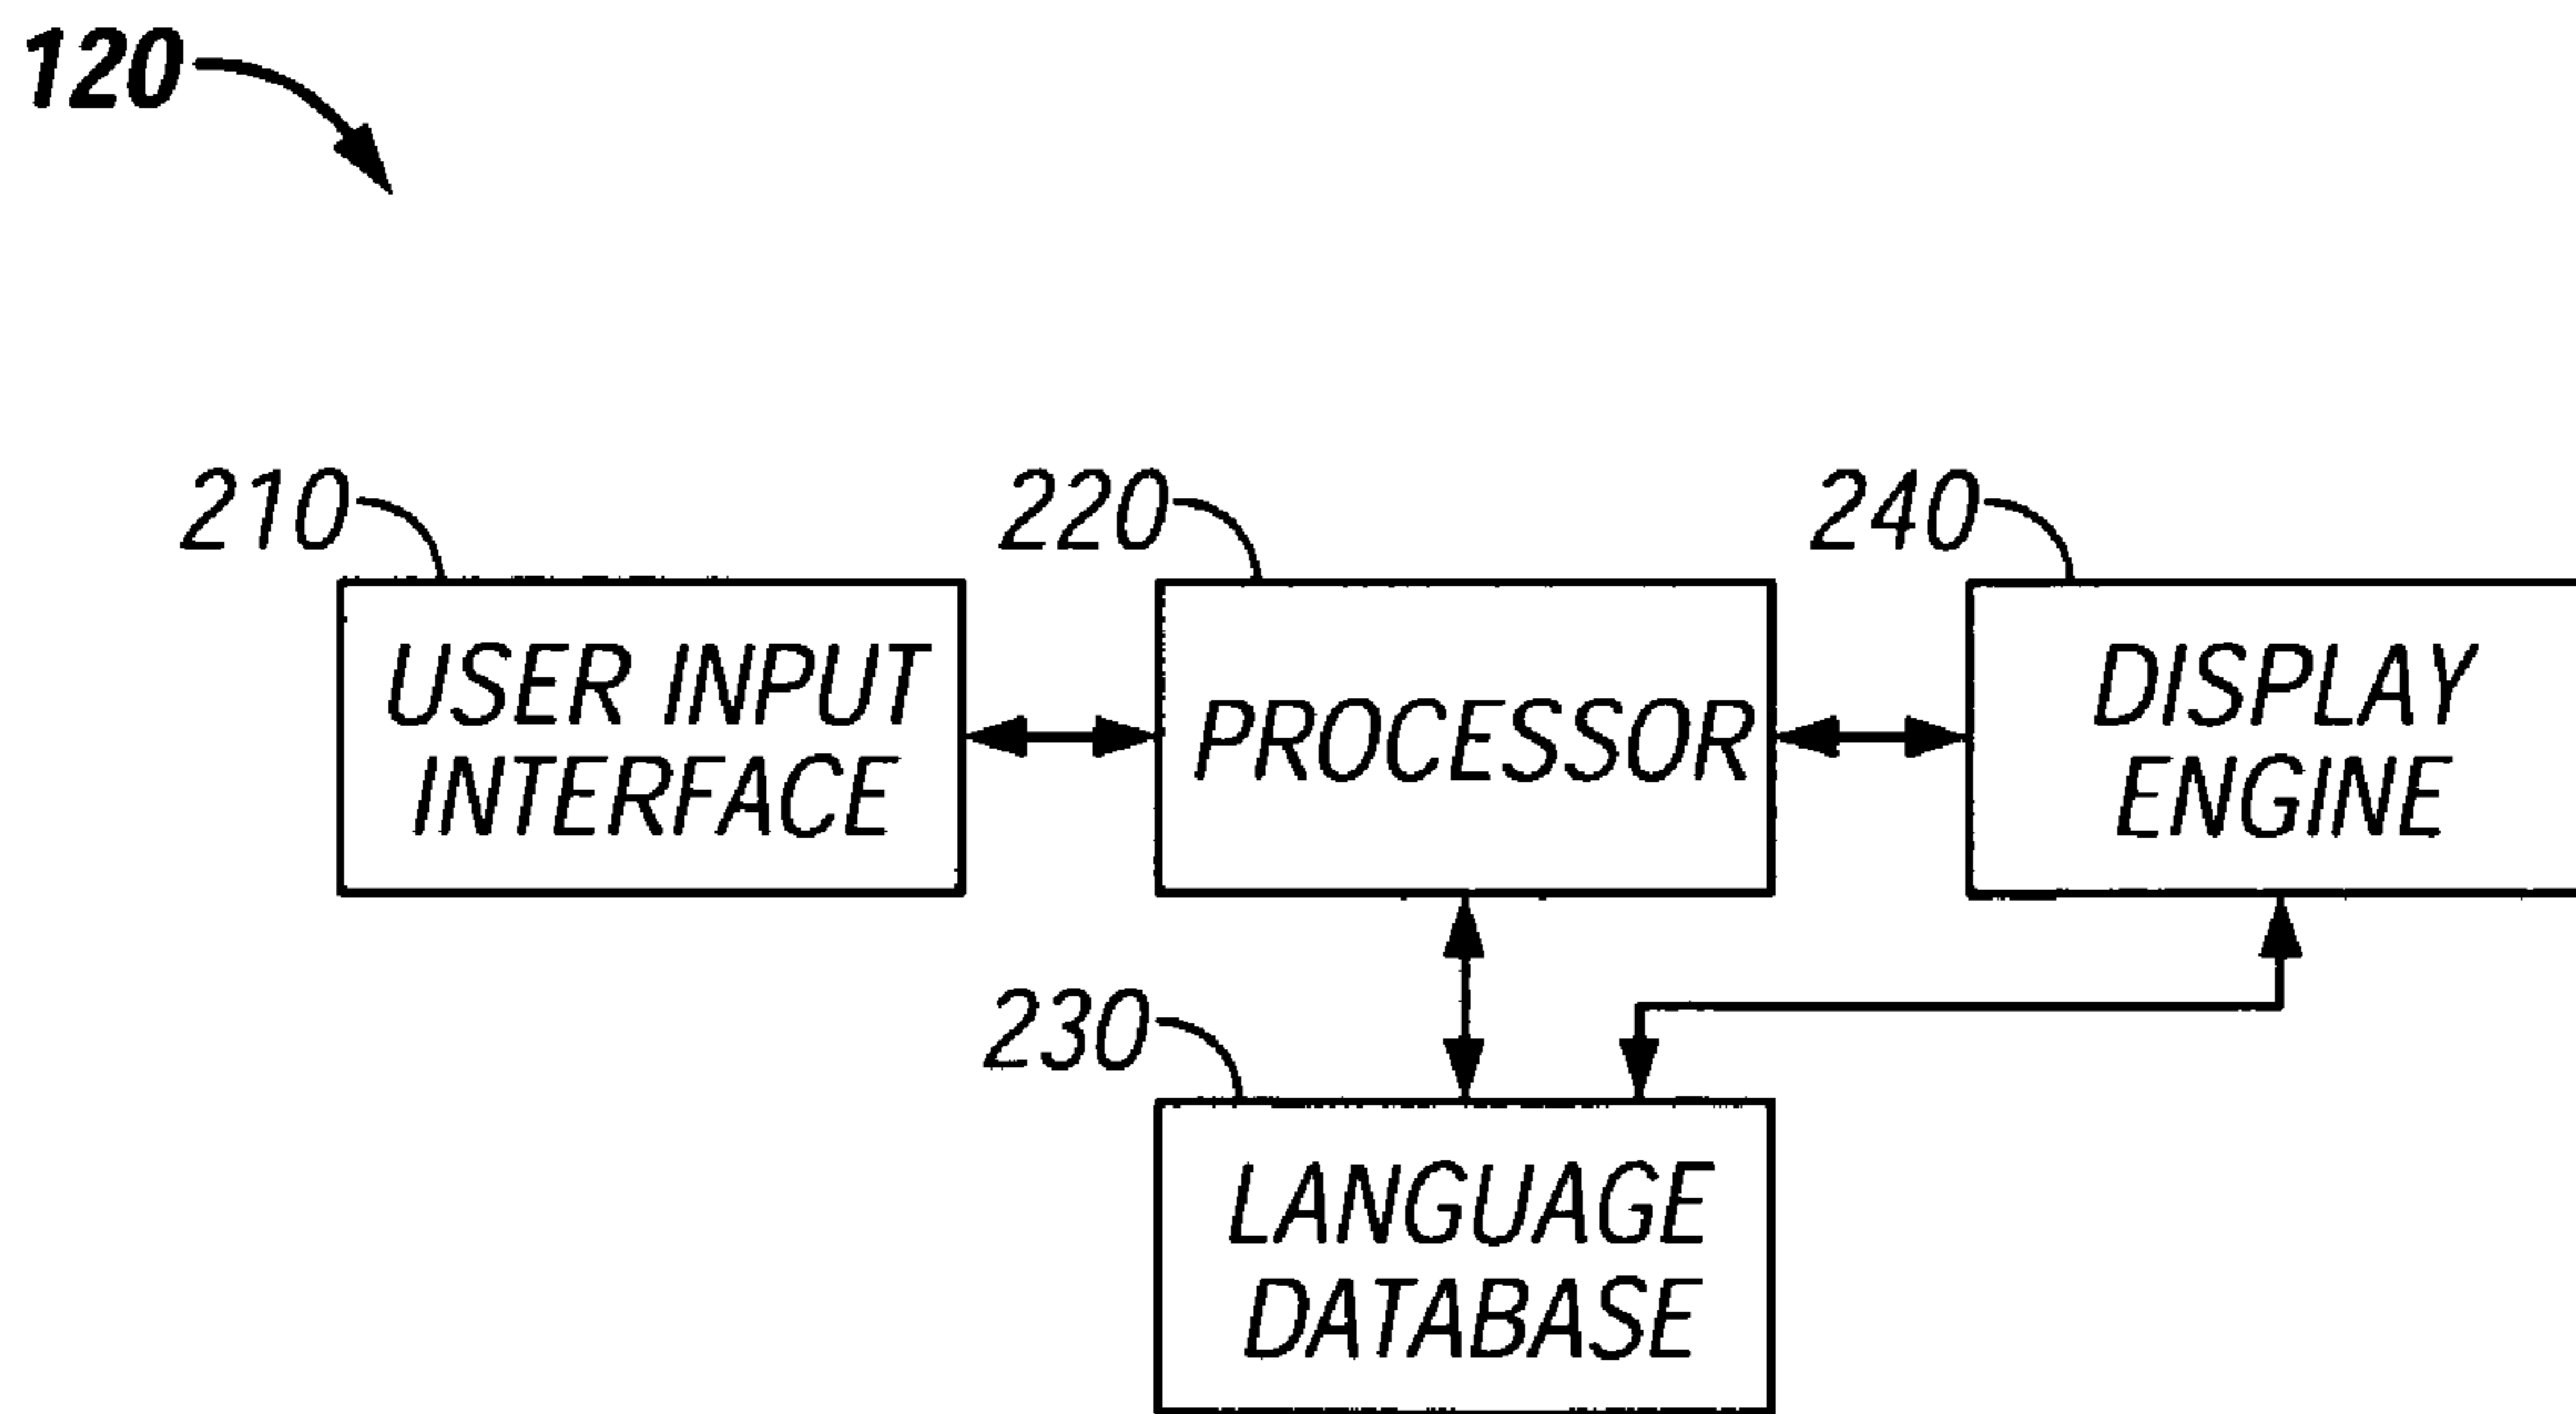 120
210
220
240
USER INPUT
INTERFACE
PROCESSOR
DISPLAY
ENGINE
230
LANGUAGE
DATABASE